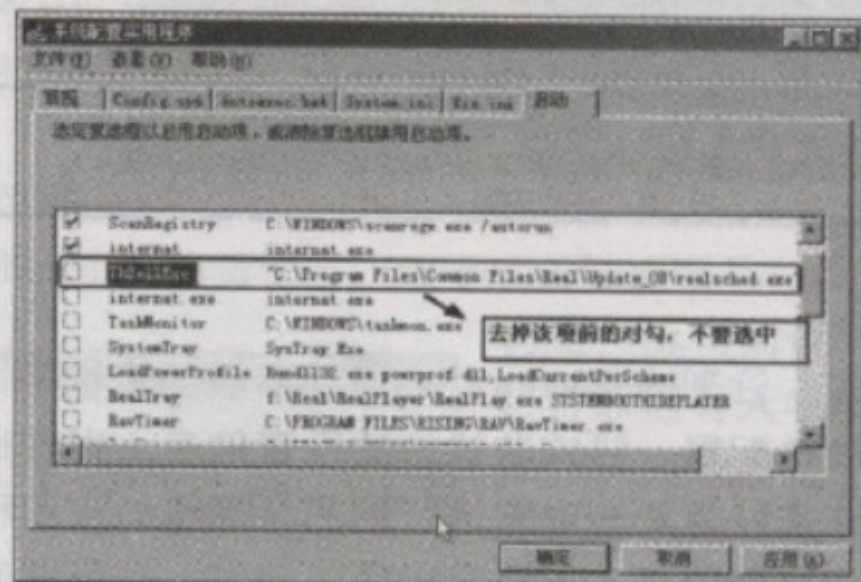 系统配置实用程序
文件(F) 查看(V) 帮助(H)
常规 Config.sys Autoexec.bat System.ini Win.ini 启动
选定复选框以启用启动项，或清除复选框禁用启动项。
ScanRegistry C:\WINDOWS\scanregw.exe /autorun
internat internat.exe
TkBellExe "C:\Program Files\Common Files\Real\Update_OB\realsched.exe"
internat.exe internat.exe
TaskMonitor C:\WINDOWS\taskmon.exe
去掉该项前的对勾，不要选中
SystemTray SysTray.Exe
LoadPowerProfile Rundll32.exe powrprof.dll,LoadCurrentPwrScheme
RealTray f:\Real\RealPlayer\RealPlay.exe SYSTEMBOOTHIDEPLAYER
RavTimer C:\PROGRAM FILES\RISING\RAV\RavTimer.exe
确定 取消 应用(A)